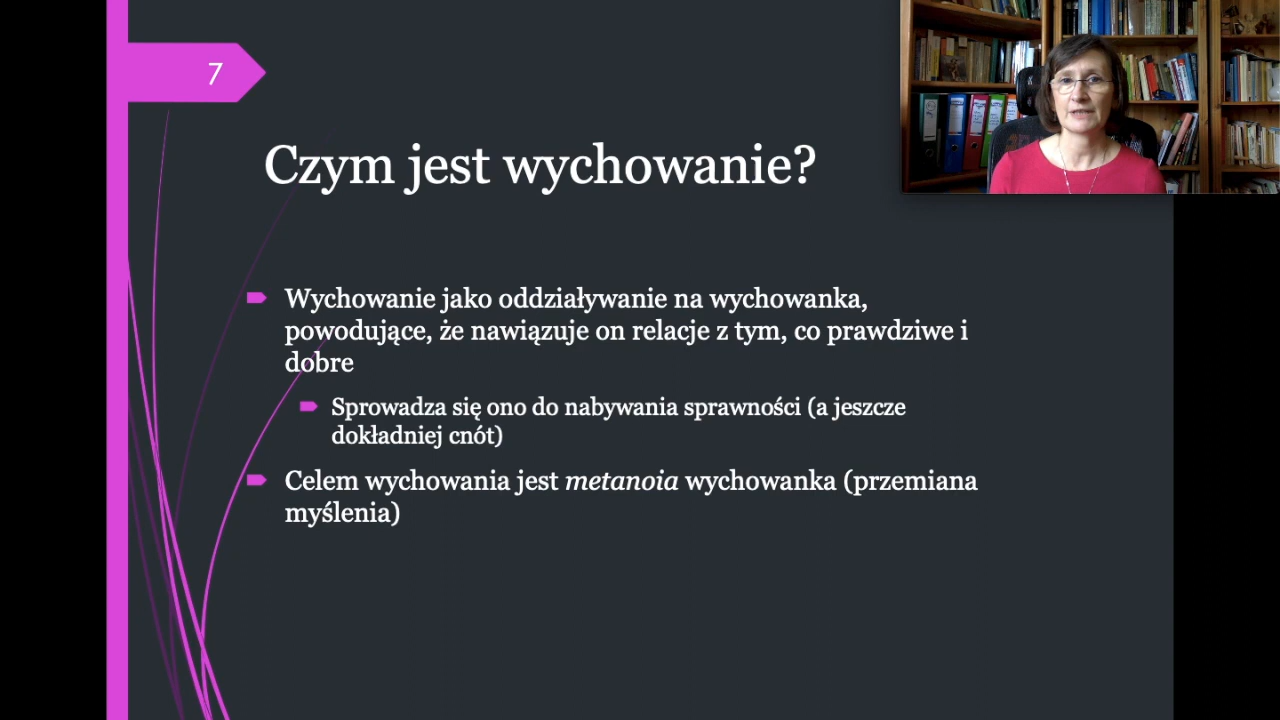 7
Czym jest wychowanie?
Wychowanie jako oddziaływanie na wychowanka,
powodujące, że nawiązuje on relacje z tym, co prawdziwe i
dobre
Sprowadza się ono do nabywania sprawności (a jeszcze
dokładniej cnót)
Celem wychowania jest metanoia wychowanka (przemiana
myślenia)